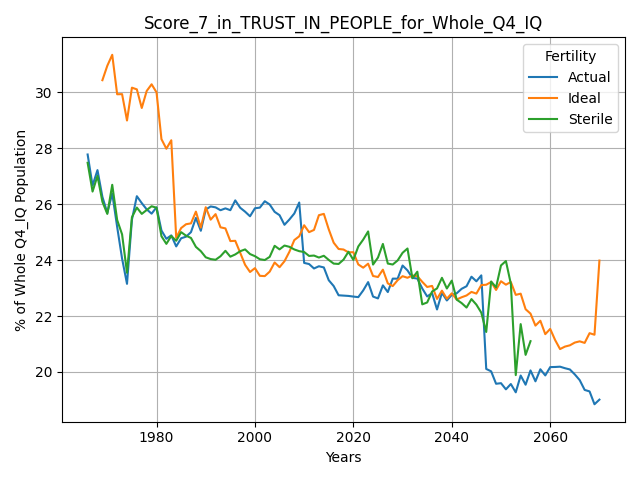 Score_7_in_TRUST_IN_PEOPLE_for_Whole_Q4_IQ
Fertility
Actual
Ideal
Sterile
% of Whole Q4_IQ Population
30
28
26
24
22
20
1980
2000
2020
2040
2060
Years